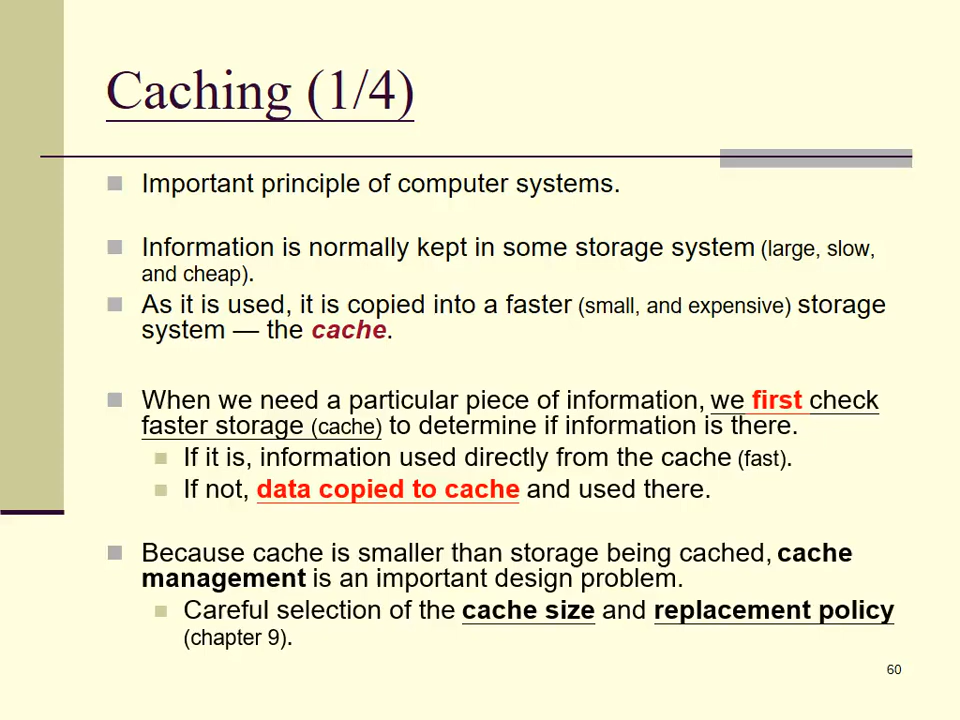 Caching (1/4)
Important principle of computer systems.
Information is normally kept in some storage system (large, slow,
and cheap).
As it is used, it is copied into a faster (small, and expensive) storage
system — the cache.
When we need a particular piece of information, we first check
faster storage (cache) to determine if information is there.
If it is, information used directly from the cache (fast).
If not, data copied to cache and used there.
Because cache is smaller than storage being cached, cache
management is an important design problem.
Careful selection of the cache size and replacement policy
(chapter 9).
60